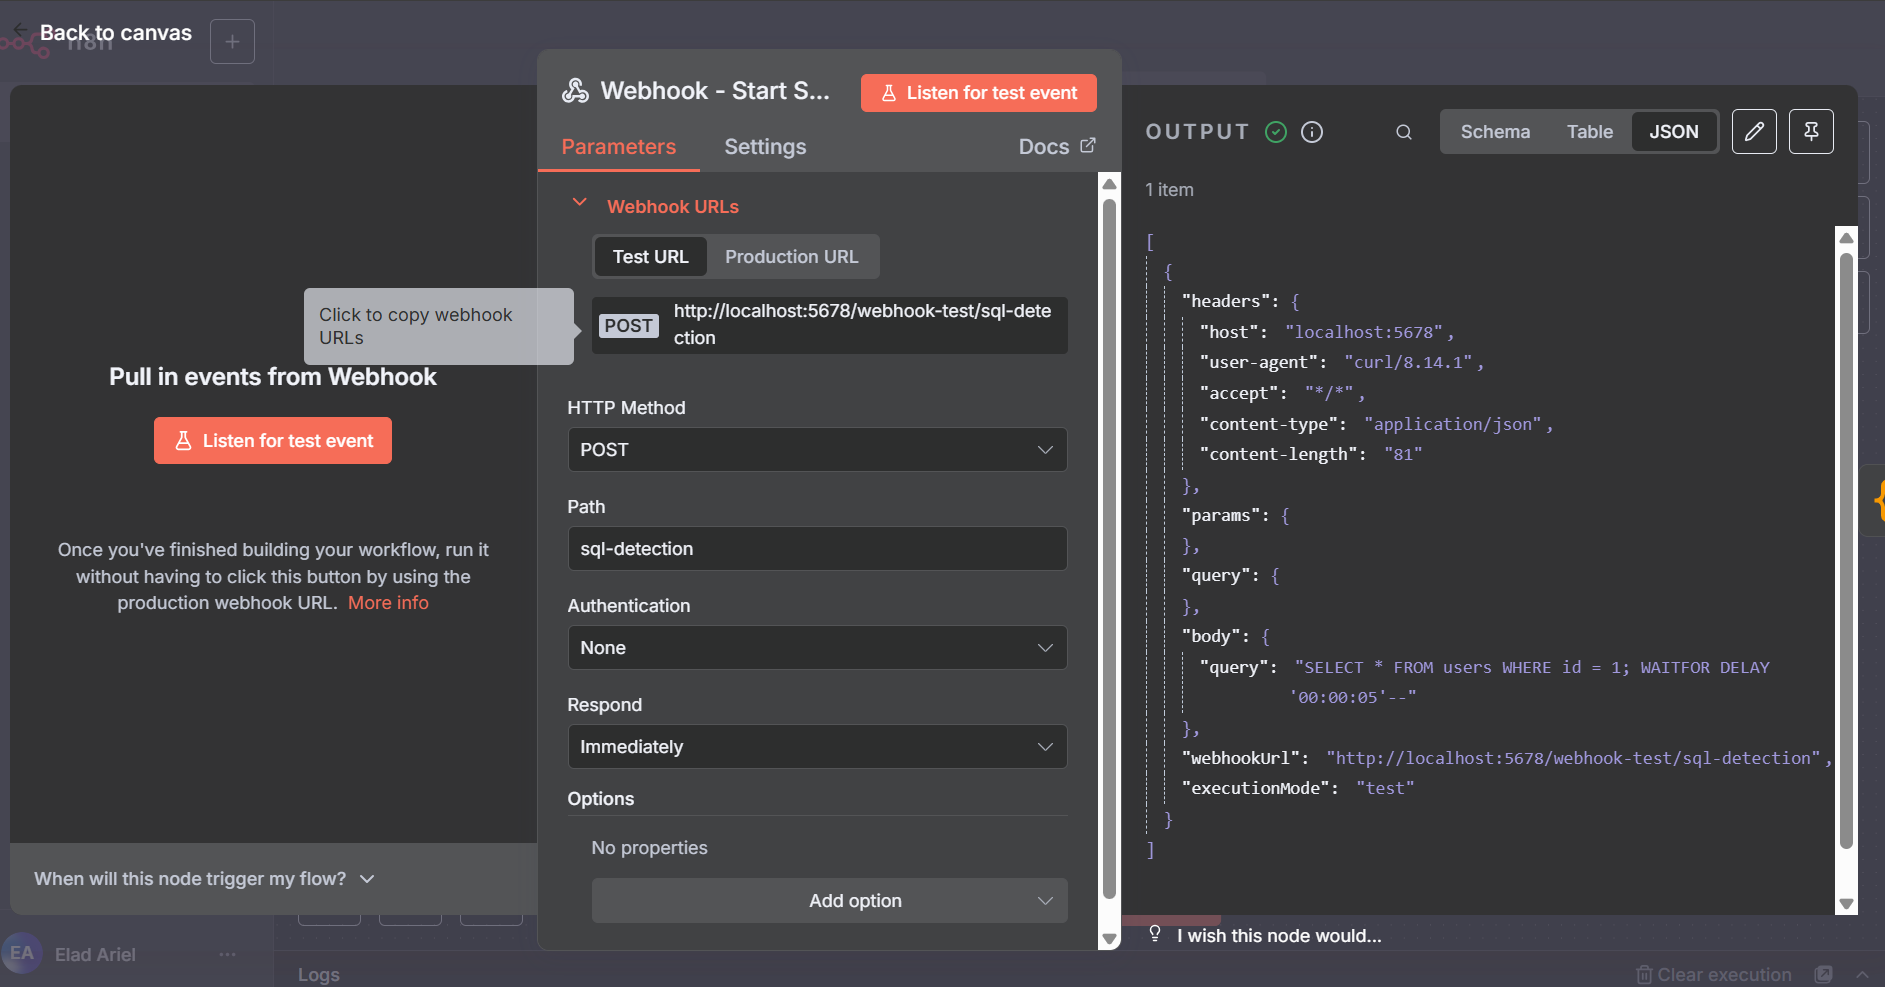 Back to canvas
n8n
Webhook - Start S...
Listen for test event
Parameters
Settings
Docs
Webhook URLs
Test URL
Production URL
Click to copy webhook
URLs
POST
http://localhost:5678/webhook-test/sql-dete
ction
Pull in events from Webhook
Listen for test event
Once you've finished building your workflow, run it
without having to click this button by using the
production webhook URL. More info
When will this node trigger my flow?
HTTP Method
POST
Path
sql-detection
Authentication
None
Respond
Immediately
Options
No properties
Add option
OUTPUT
Schema
Table
JSON
1 item
[
{
"headers": {
"host": "localhost:5678",
"user-agent": "curl/8.14.1",
"accept": "*/*",
"content-type": "application/json",
"content-length": "81"
},
"params": {
},
"query": {
},
"body": {
"query": "SELECT * FROM users WHERE id = 1; WAITFOR DELAY
'00:00:05'--"
},
"webhookUrl": "http://localhost:5678/webhook-test/sql-detection",
"executionMode": "test"
}
]
I wish this node would...
EA
Elad Ariel
...
Logs
Clear execution